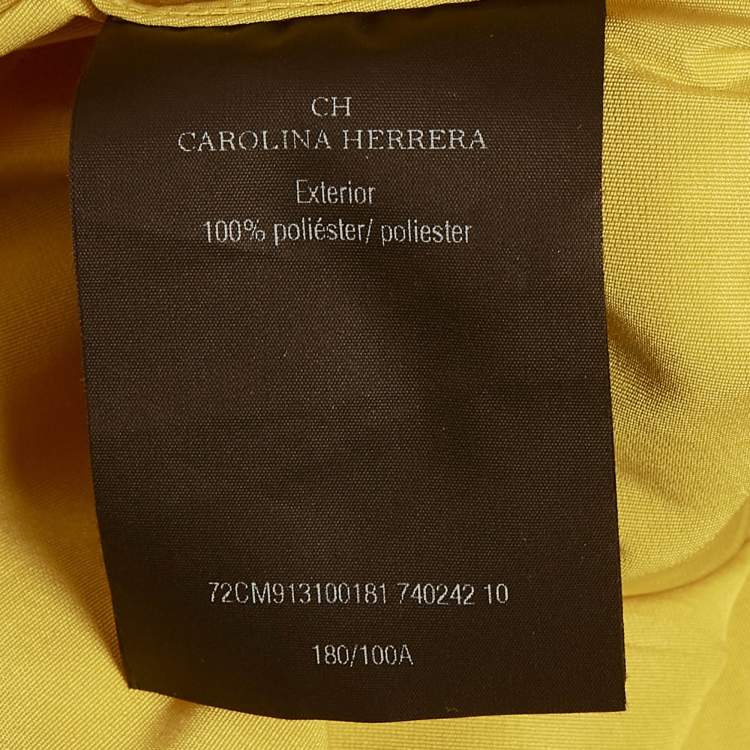 CH
CAROLINA HERRERA
Exterior
100% poliéster/ poliester
72CM913100181 740242 10
180/100A